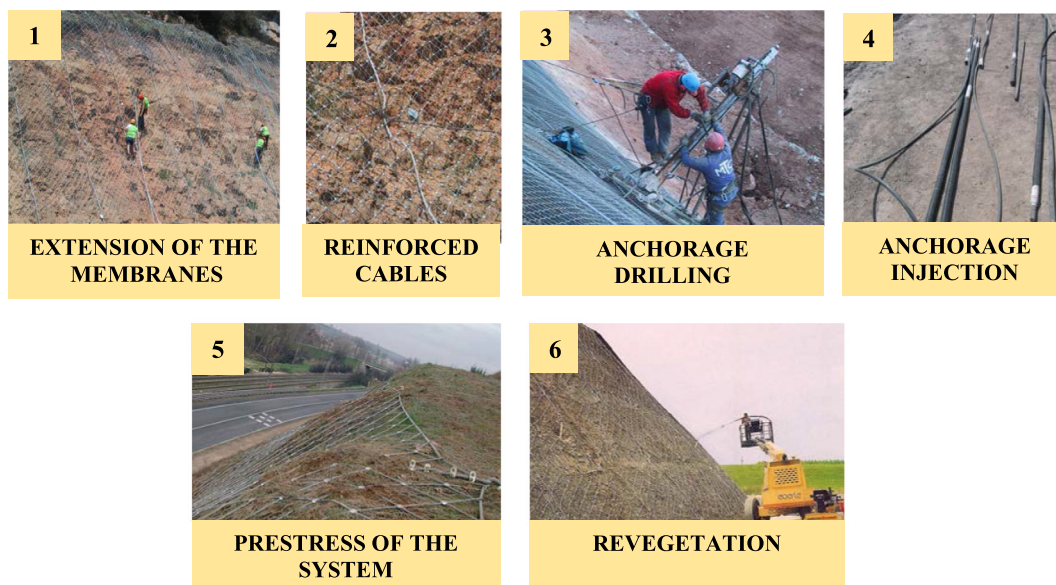 1
EXTENSION OF THE
MEMBRANES
2
REINFORCED
CABLES
3
ANCHORAGE
DRILLING
4
ANCHORAGE
INJECTION
5
PRESTRESS OF THE
SYSTEM
6
REVEGETATION